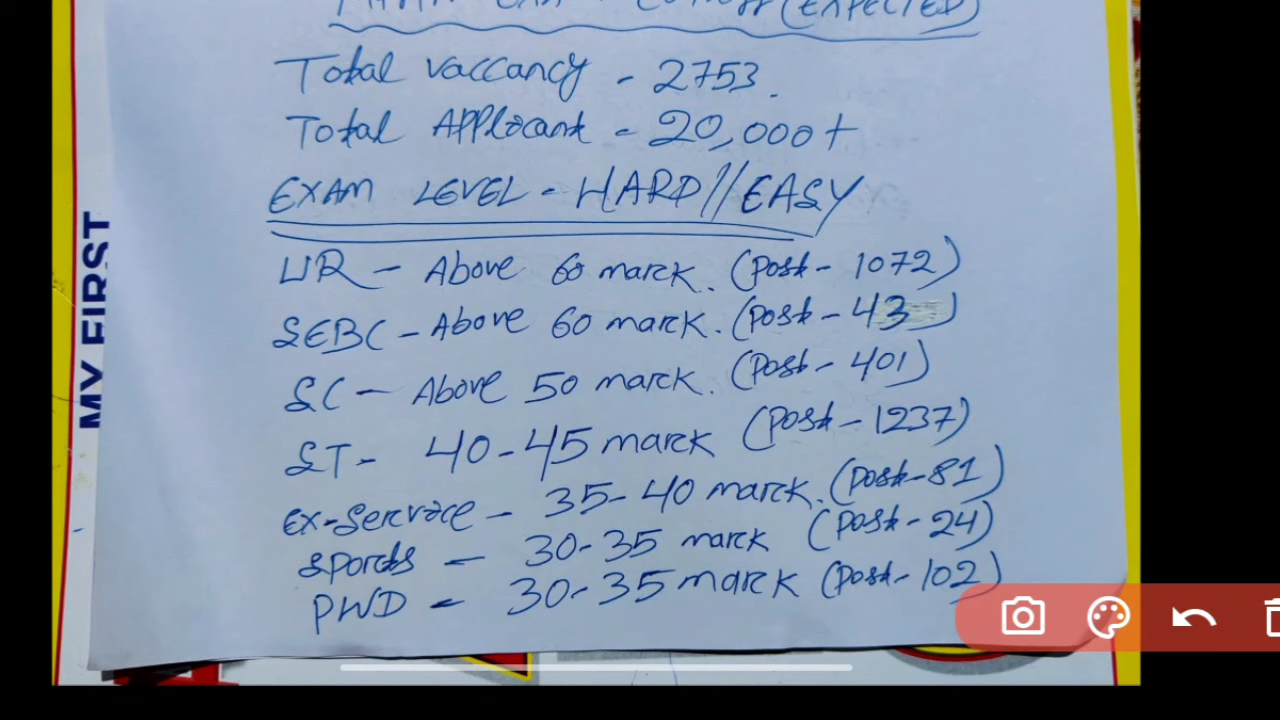 (EXPECTED)
Total vaccancy - 2753.
Total Applicant - 20,000+
EXAM LEVEL - HARD//EASY
UR - Above 60 mark. (Post - 1072)
SEBC - Above 60 mark. (Post - 43)
SC - Above 50 mark. (Post - 401)
ST - 40-45 mark (Post - 1237)
Ex-Service - 35-40 mark. (Post - 81)
Sports - 30-35 mark (Post - 24)
PWD - 30-35 mark (Post - 102)
MY FIRST